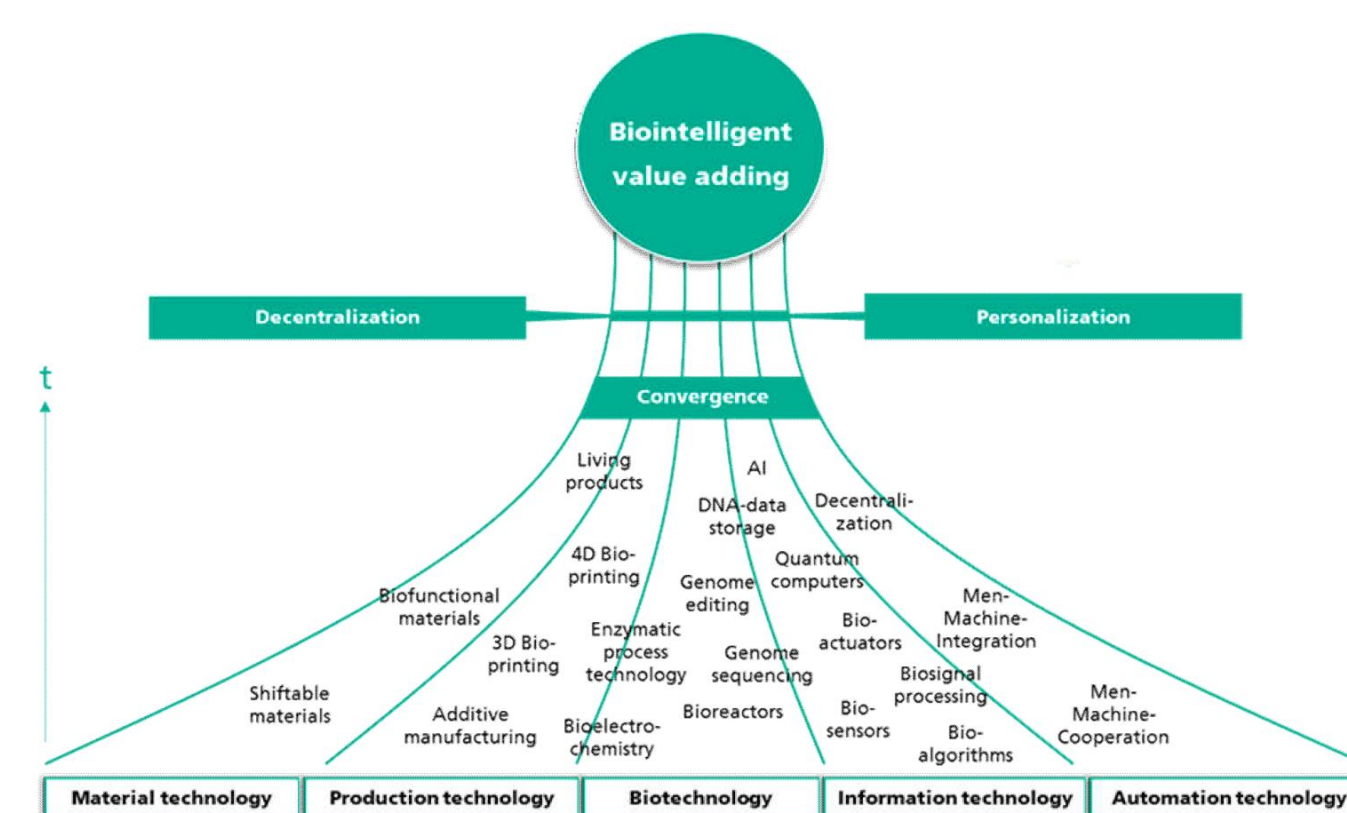 Biointelligent
value adding
Decentralization
Personalization
t
Convergence
Living
products
AI
DNA-data
storage
Decentrali-
zation
4D Bio-
printing
Quantum
computers
Genome
editing
Biofunctional
materials
Men-
Machine-
Integration
Bio-
actuators
Enzymatic
process
technology
3D Bio-
printing
Genome
sequencing
Biosignal
processing
Shiftable
materials
Men-
Machine-
Cooperation
Additive
manufacturing
Bioelectro-
chemistry
Bioreactors
Bio-
sensors
Bio-
algorithms
Material technology
Production technology
Biotechnology
Information technology
Automation technology